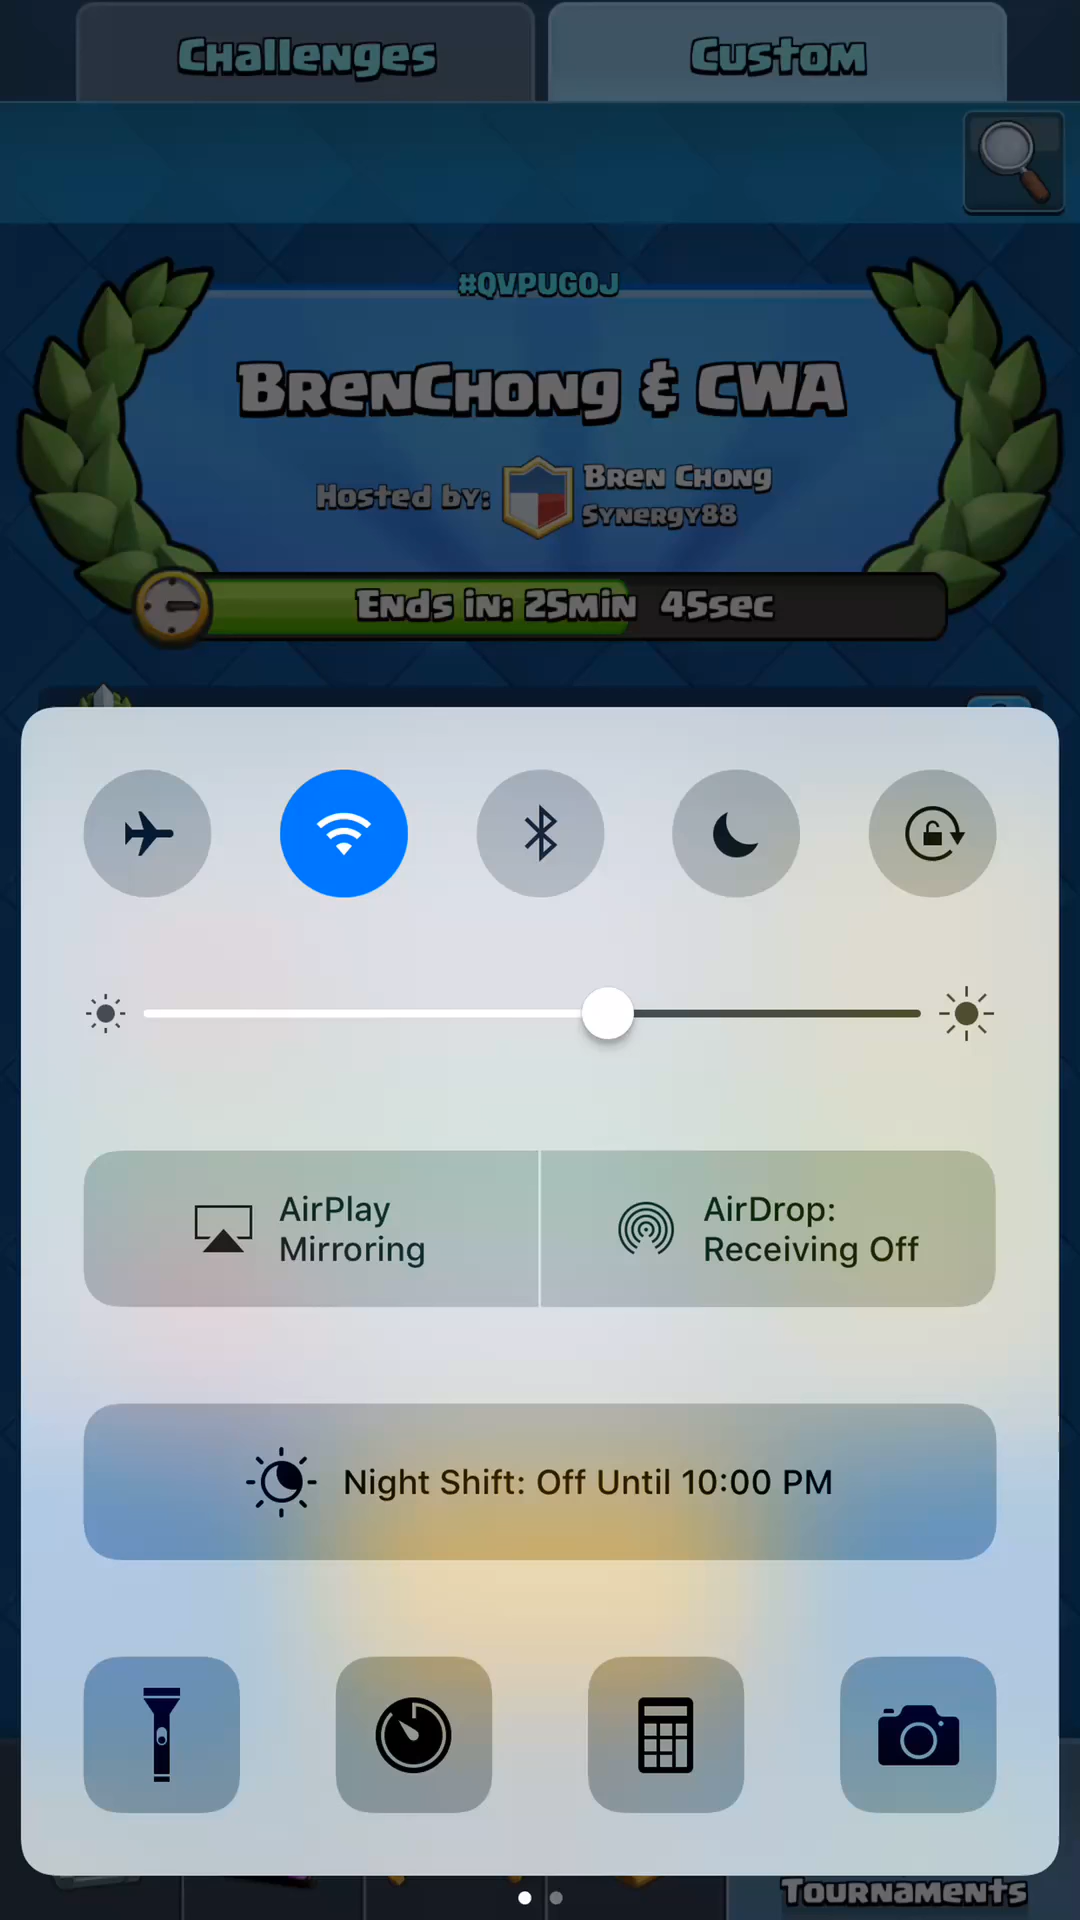 Challenges
Custom
#QVPUGOJ
BrenChong & CWA
Hosted by:
Bren Chong
Synergy88
Ends in: 25min 45sec
AirPlay
Mirroring
AirDrop:
Receiving Off
Night Shift: Off Until 10:00 PM
Tournaments